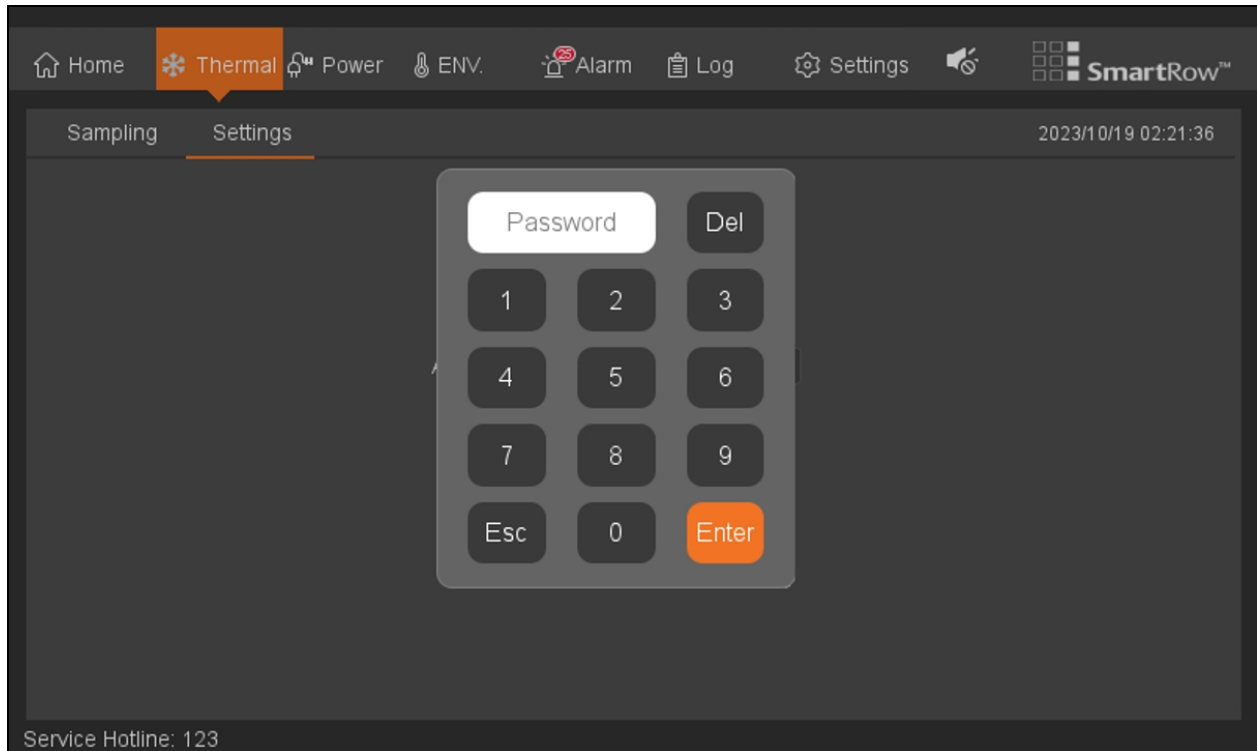 Home Thermal Power ENV. 25 Alarm Log Settings SmartRow™
Sampling Settings 2023/10/19 02:21:36
Password Del
1 2 3
4 5 6
7 8 9
Esc 0 Enter
Service Hotline: 123